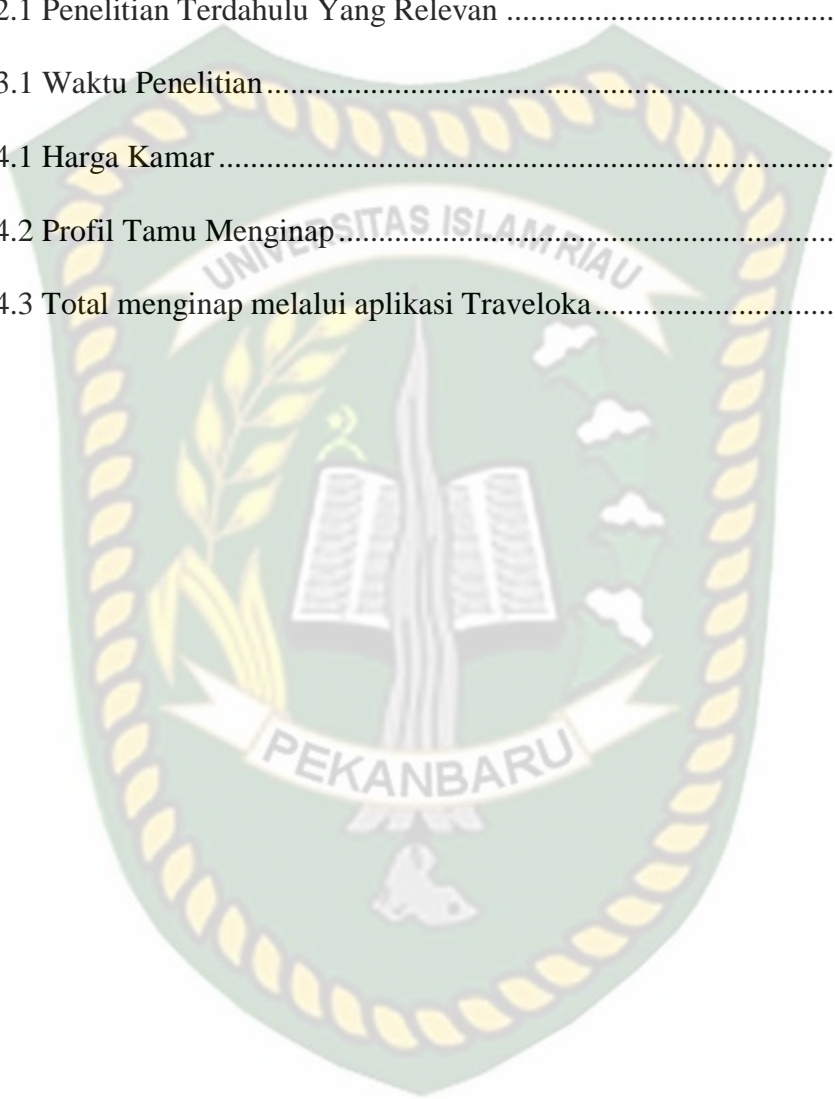 2.1 Penelitian Terdahulu Yang Relevan ....................................
3.1 Waktu Penelitian....................................................................
4.1 Harga Kamar..........................................................................
4.2 Profil Tamu Menginap...........................................................
4.3 Total menginap melalui aplikasi Traveloka............................
UNIVERSITAS ISLAM RIAU
PEKANBARU